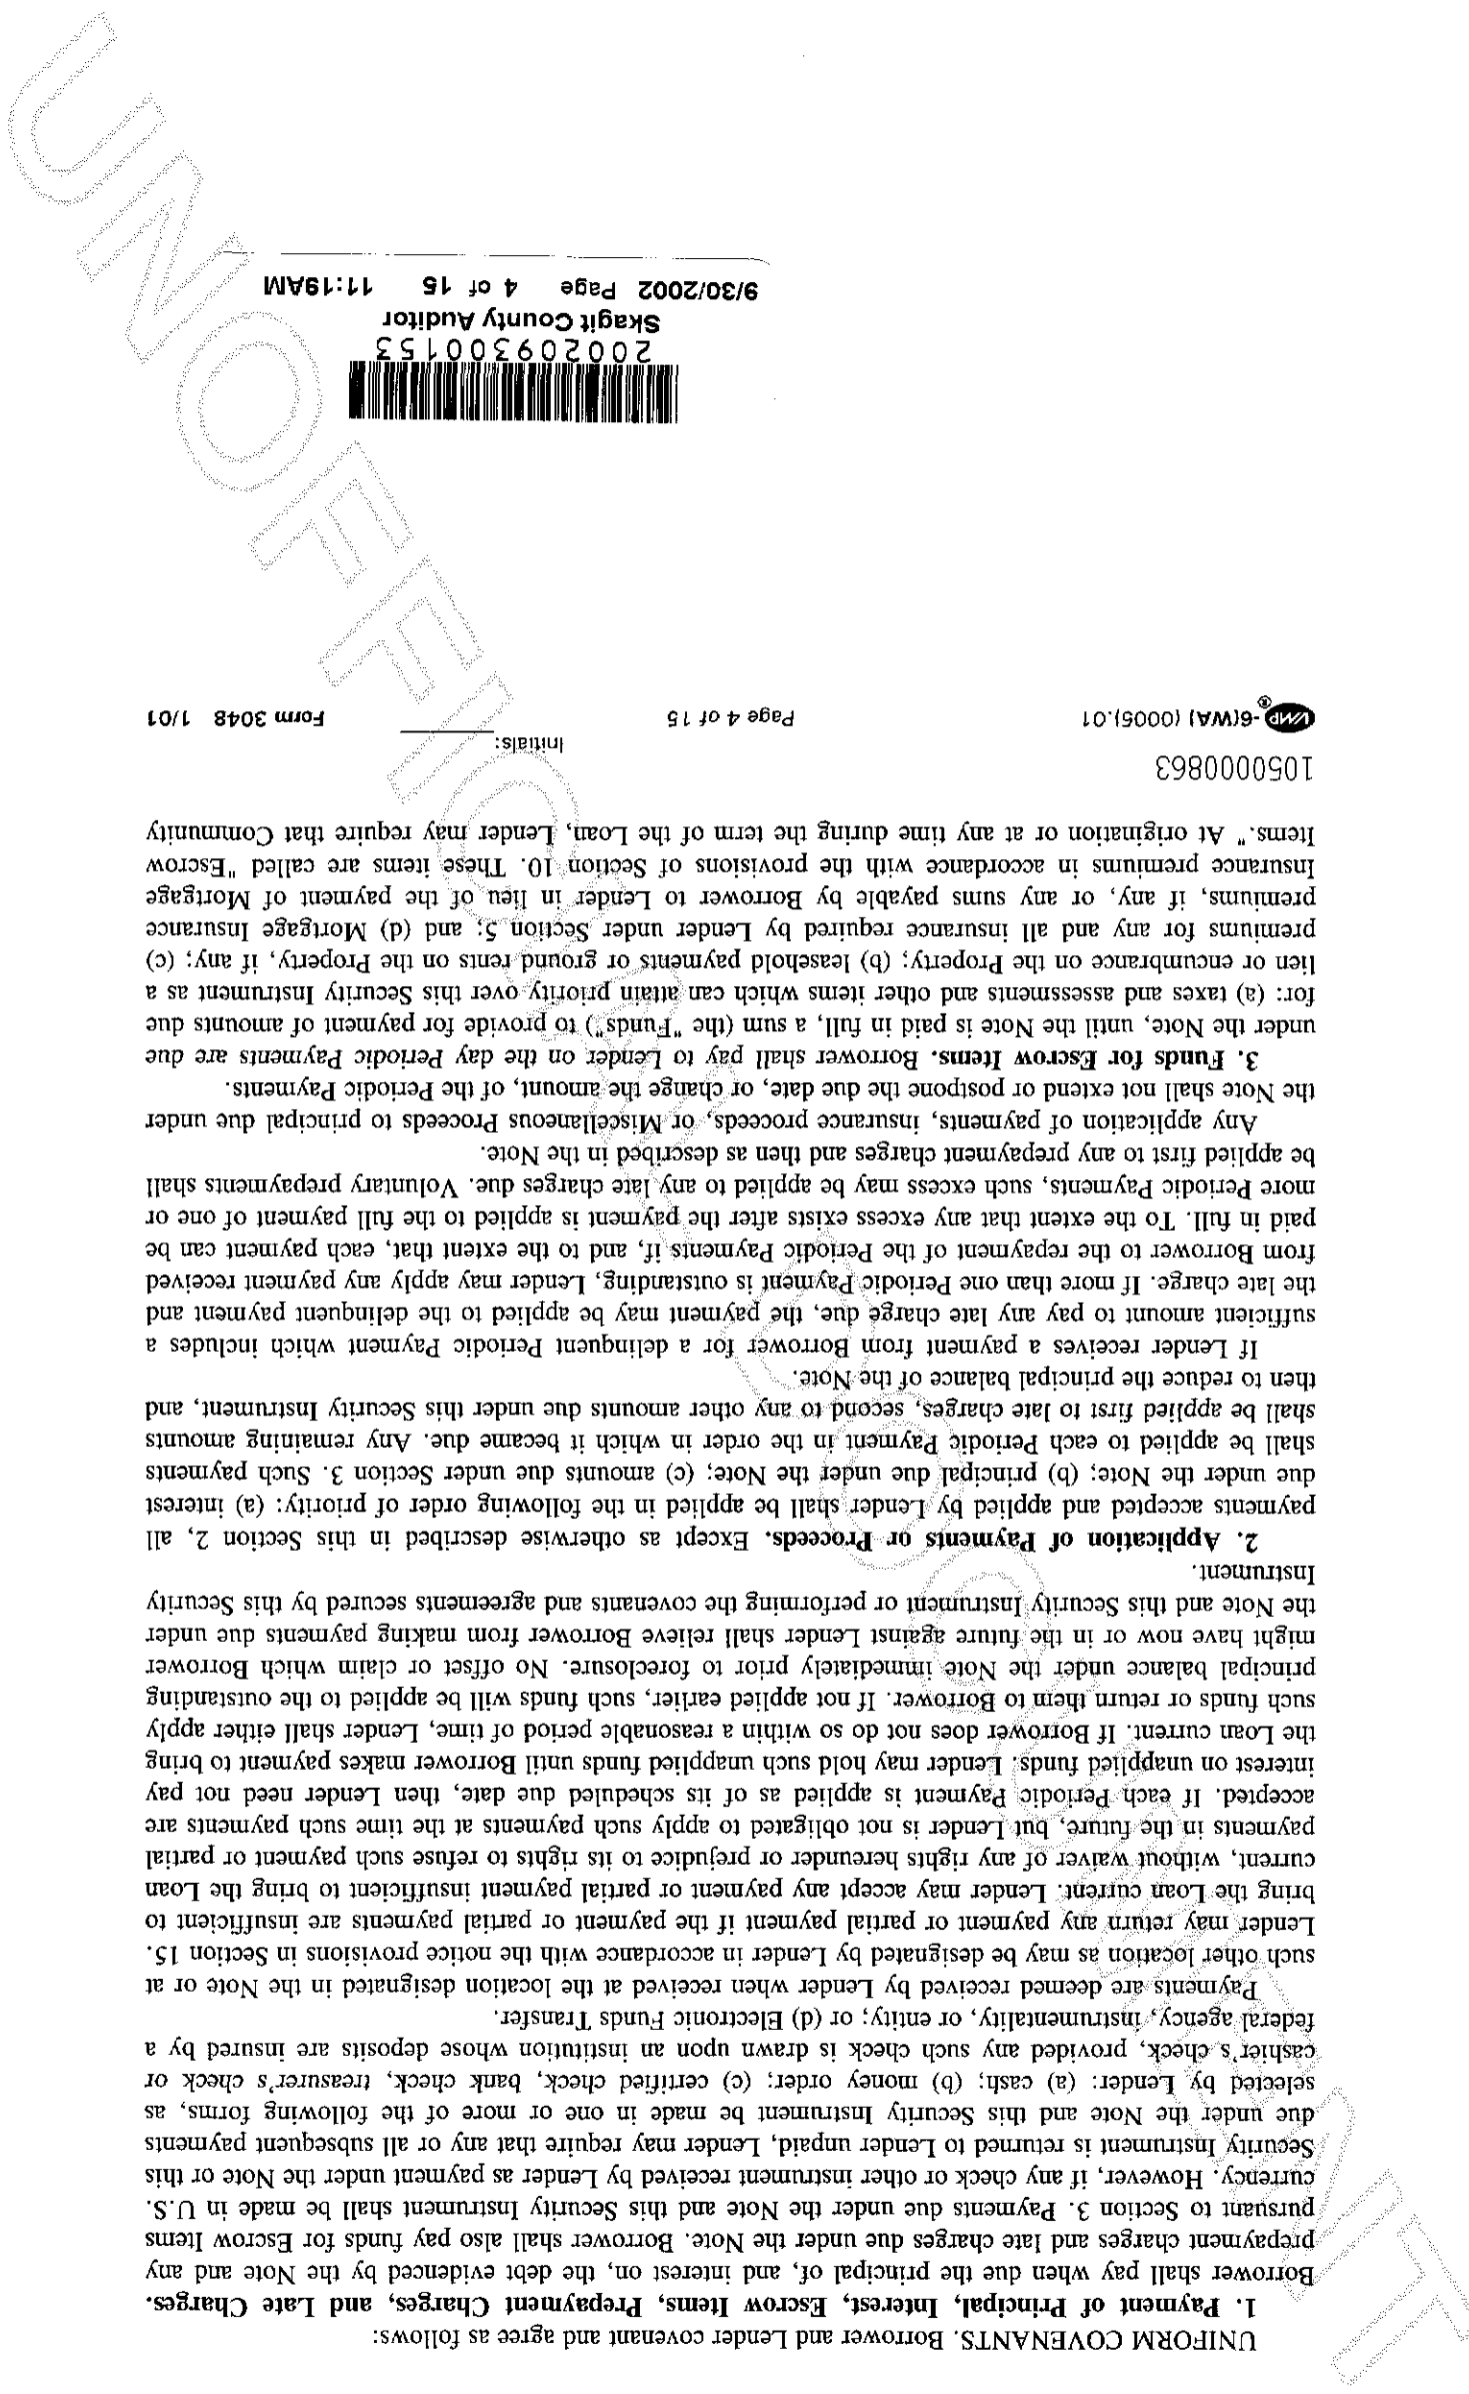 UNIFORM COVENANTS. Borrower and Lender covenant and agree as follows:
1. Payment of Principal, Interest, Escrow Items, Prepayment Charges, and Late Charges.
Borrower shall pay when due the principal of, and interest on, the debt evidenced by the Note and any
prepayment charges and late charges due under the Note. Borrower shall also pay funds for Escrow Items
pursuant to Section 3. Payments due under the Note and this Security Instrument shall be made in U.S.
currency. However, if any check or other instrument received by Lender as payment under the Note or this
Security Instrument is returned to Lender unpaid, Lender may require that any or all subsequent payments
due under the Note and this Security Instrument be made in one or more of the following forms, as
selected by Lender: (a) cash; (b) money order; (c) certified check, bank check, treasurer's check or
cashier's check, provided any such check is drawn upon an institution whose deposits are insured by a
federal agency, instrumentality, or entity; or (d) Electronic Funds Transfer.
Payments are deemed received by Lender when received at the location designated in the Note or at
such other location as may be designated by Lender in accordance with the notice provisions in Section 15.
Lender may return any payment or partial payment if the payment or partial payments are insufficient to
bring the Loan current. Lender may accept any payment or partial payment insufficient to bring the Loan
current, without waiver of any rights hereunder or prejudice to its rights to refuse such payment or partial
payments in the future, but Lender is not obligated to apply such payments at the time such payments are
accepted. If each Periodic Payment is applied as of its scheduled due date, then Lender need not pay
interest on unapplied funds. Lender may hold such unapplied funds until Borrower makes payment to bring
the Loan current. If Borrower does not do so within a reasonable period of time, Lender shall either apply
such funds or return them to Borrower. If not applied earlier, such funds will be applied to the outstanding
principal balance under the Note immediately prior to foreclosure. No offset or claim which Borrower
might have now or in the future against Lender shall relieve Borrower from making payments due under
the Note and this Security Instrument or performing the covenants and agreements secured by this Security
Instrument.
2. Application of Payments or Proceeds. Except as otherwise described in this Section 2, all
payments accepted and applied by Lender shall be applied in the following order of priority: (a) interest
due under the Note; (b) principal due under the Note; (c) amounts due under Section 3. Such payments
shall be applied to each Periodic Payment in the order in which it became due. Any remaining amounts
shall be applied first to late charges, second to any other amounts due under this Security Instrument, and
then to reduce the principal balance of the Note.
If Lender receives a payment from Borrower for a delinquent Periodic Payment which includes a
sufficient amount to pay any late charge due, the payment may be applied to the delinquent payment and
the late charge. If more than one Periodic Payment is outstanding, Lender may apply any payment received
from Borrower to the repayment of the Periodic Payments if, and to the extent that, each payment can be
paid in full. To the extent that any excess exists after the payment is applied to the full payment of one or
more Periodic Payments, such excess may be applied to any late charges due. Voluntary prepayments shall
be applied first to any prepayment charges and then as described in the Note.
Any application of payments, insurance proceeds, or Miscellaneous Proceeds to principal due under
the Note shall not extend or postpone the due date, or change the amount, of the Periodic Payments.
3. Funds for Escrow Items. Borrower shall pay to Lender on the day Periodic Payments are due
under the Note, until the Note is paid in full, a sum (the "Funds") to provide for payment of amounts due
for: (a) taxes and assessments and other items which can attain priority over this Security Instrument as a
lien or encumbrance on the Property; (b) leasehold payments or ground rents on the Property, if any; (c)
premiums for any and all insurance required by Lender under Section 5; and (d) Mortgage Insurance
premiums, if any, or any sums payable by Borrower to Lender in lieu of the payment of Mortgage
Insurance premiums in accordance with the provisions of Section 10. These items are called "Escrow
Items." At origination or at any time during the term of the Loan, Lender may require that Community
105000863
Initials:
VMP®-6(WA) (0005).01 Page 4 of 15 Form 3048 1/01
200209300153
Skagit County Auditor
9/30/2002 Page 4 of 15 11:19AM
UNOFFICIAL DOCUMENT